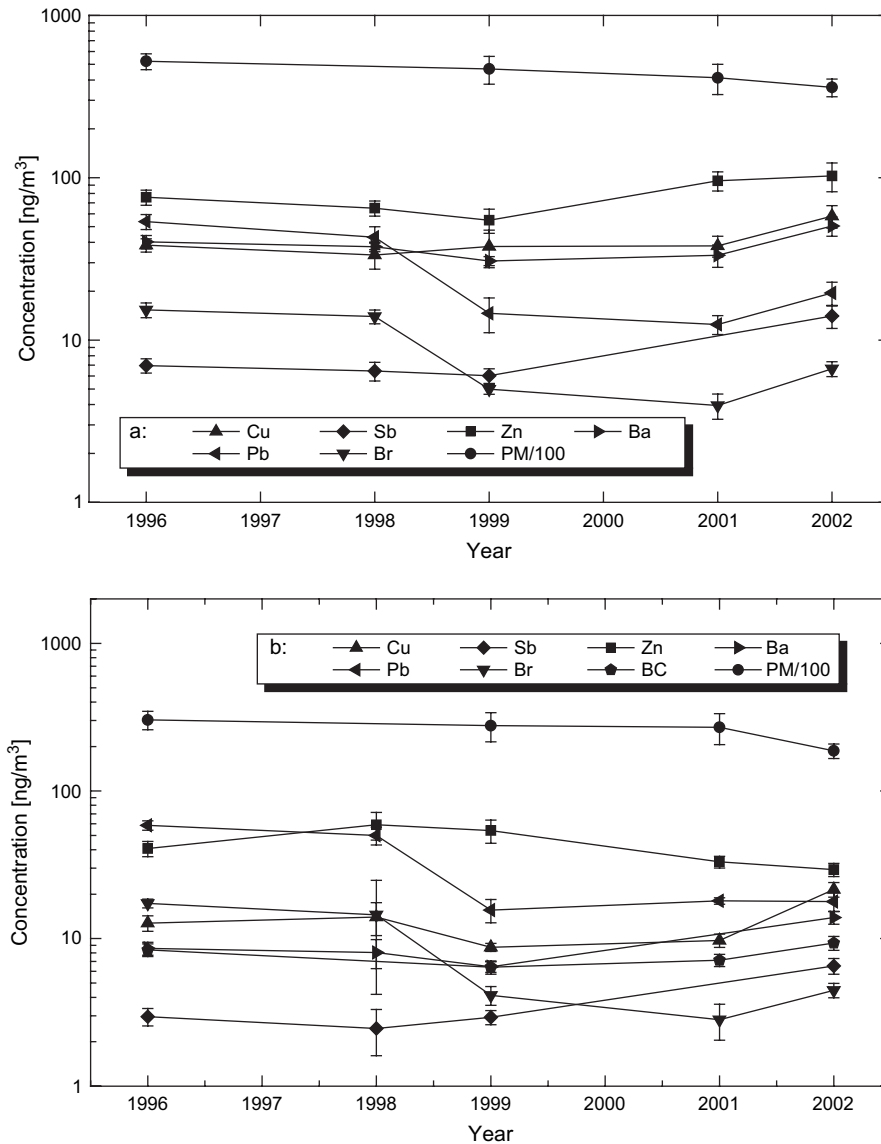 1000
100
10
1
Concentration [ng/m³]
a: Cu Sb Zn Ba
Pb Br PM/100
1996 1997 1998 1999 2000 2001 2002
Year
1000
100
10
1
Concentration [ng/m³]
b: Cu Sb Zn Ba
Pb Br BC PM/100
1996 1997 1998 1999 2000 2001 2002
Year